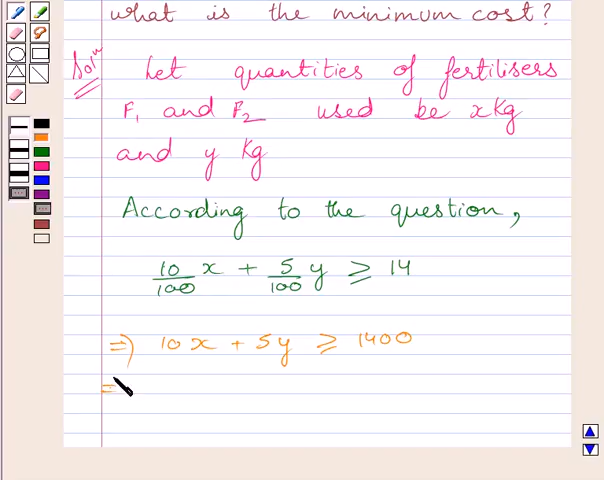 what is the minimum cost?
Soln
Let quantities of fertilisers
F₁ and F₂ used be x Kg
and y Kg
According to the question,
10/100 x + 5/100 y ≥ 14
⇒ 10x + 5y ≥ 1400
=